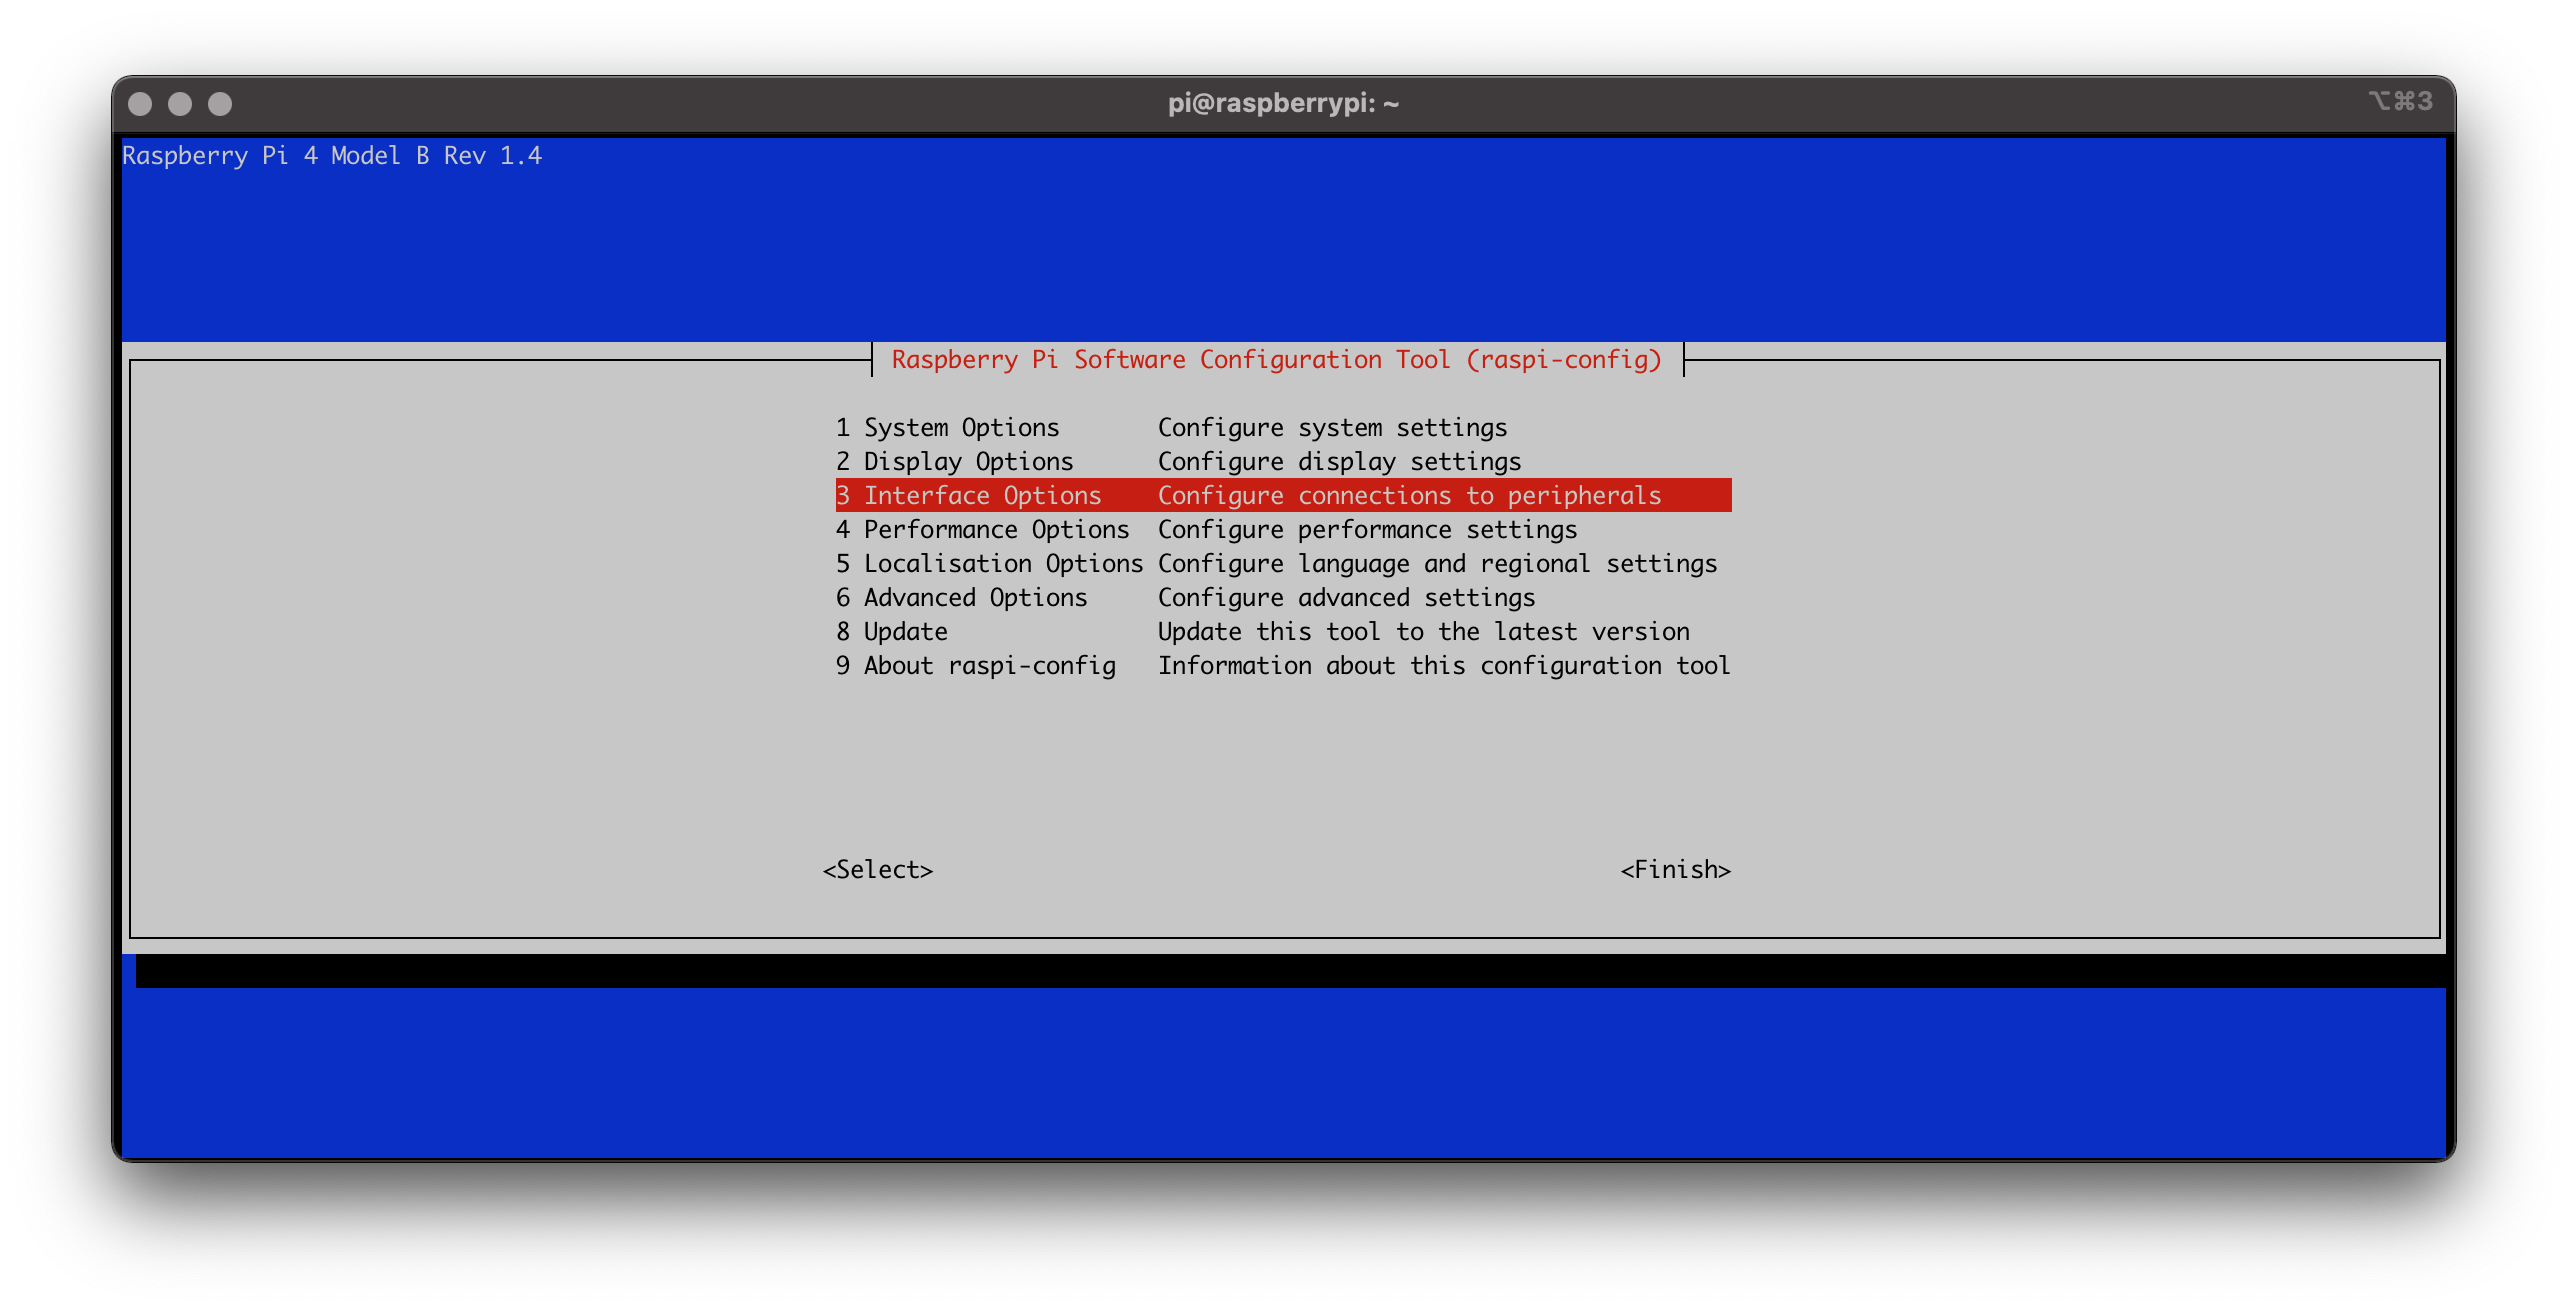 pi@raspberrypi: ~
⌥⌘3
Raspberry Pi 4 Model B Rev 1.4
Raspberry Pi Software Configuration Tool (raspi-config)
1 System Options Configure system settings
2 Display Options Configure display settings
3 Interface Options Configure connections to peripherals
4 Performance Options Configure performance settings
5 Localisation Options Configure language and regional settings
6 Advanced Options Configure advanced settings
8 Update Update this tool to the latest version
9 About raspi-config Information about this configuration tool
<Select> <Finish>